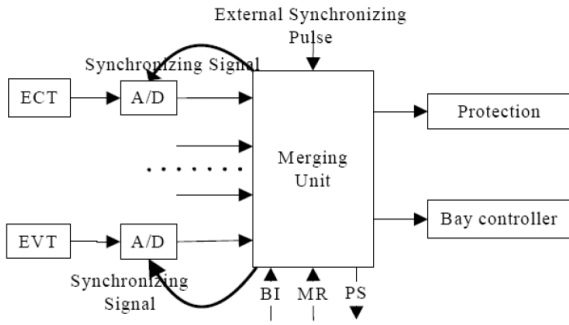 External Synchronizing
Pulse
Synchronizing Signal
ECT
A/D
Protection
Merging
Unit
EVT
A/D
Bay controller
Synchronizing
Signal
BI
MR
PS